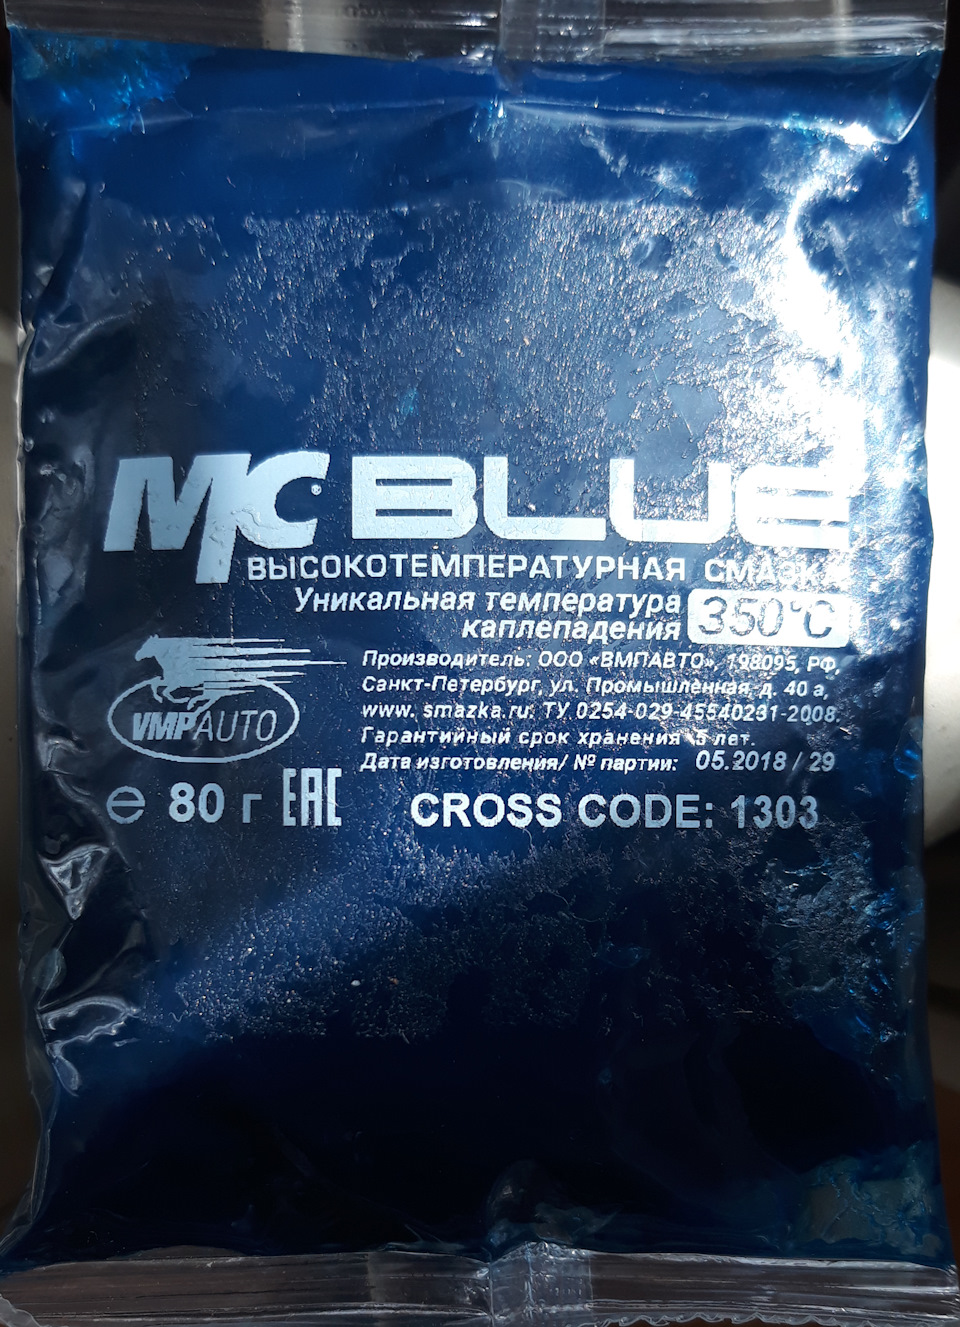 МС BLUE
ВЫСОКОТЕМПЕРАТУРНАЯ СМАЗКА
Уникальная температура
каплепадения 350°С
Производитель: ООО «ВМПАВТО», 198095, РФ,
Санкт-Петербург, ул. Промышленная, д. 40 а,
www. smazka.ru. ТУ 0254-029-45540231-2008.
Гарантийный срок хранения 5 лет.
Дата изготовления/ № партии: 05.2018 / 29
VMPAUTO
℮ 80 г EAC
CROSS CODE: 1303